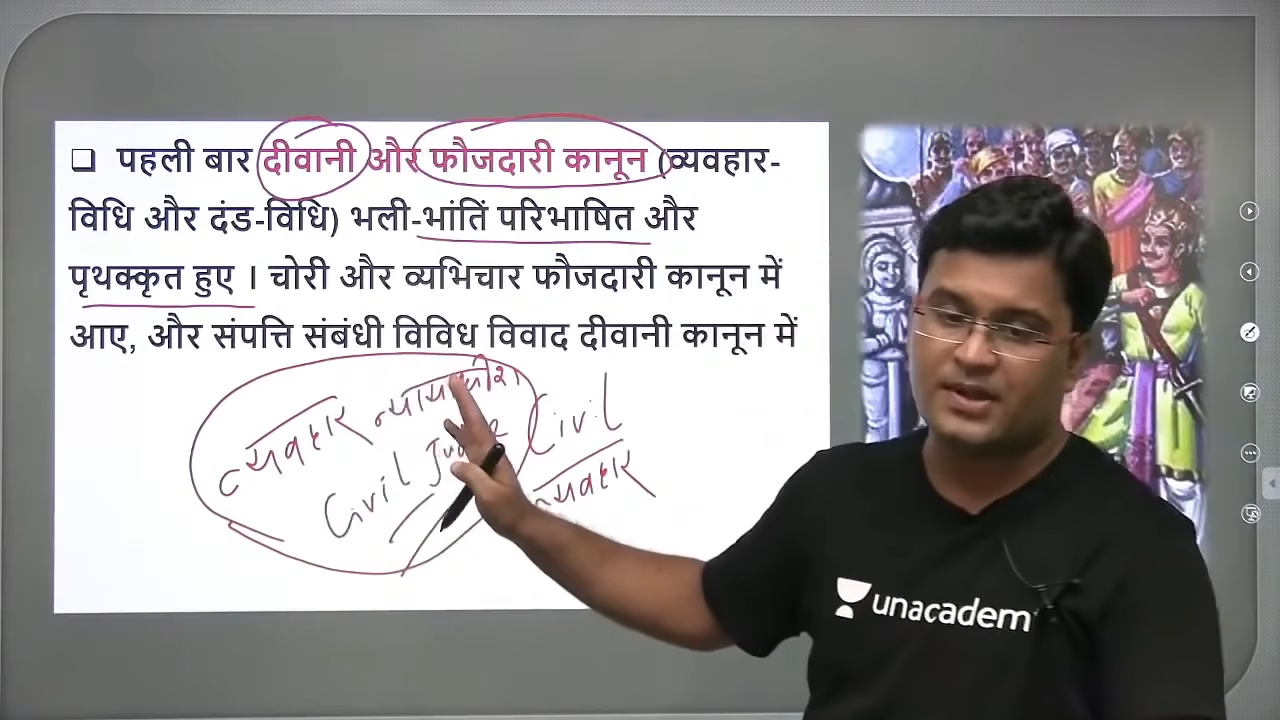 ❑ पहली बार दीवानी और फौजदारी कानून (व्यवहार-
विधि और दंड-विधि) भली-भांतिं परिभाषित और
पृथक्कृत हुए । चोरी और व्यभिचार फौजदारी कानून में
आए, और संपत्ति संबंधी विविध विवाद दीवानी कानून में
व्यवहार
Civil
Civil
व्यवहार
unacadem